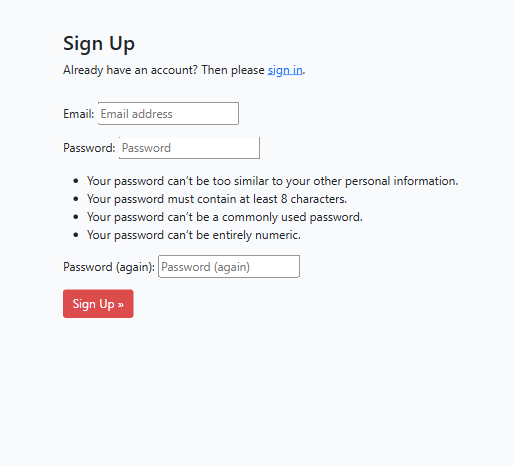 Sign Up
Already have an account? Then please sign in.
Email: Email address
Password: Password
• Your password can’t be too similar to your other personal information.
• Your password must contain at least 8 characters.
• Your password can’t be a commonly used password.
• Your password can’t be entirely numeric.
Password (again): Password (again)
Sign Up »